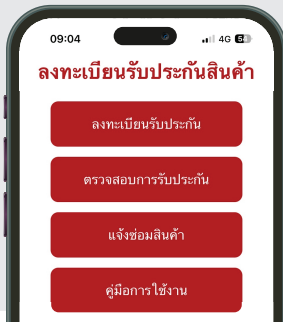 09:04
4G 54
ลงทะเบียนรับประกันสินค้า
ลงทะเบียนรับประกัน
ตรวจสอบการรับประกัน
แจ้งซ่อมสินค้า
คู่มือการใช้งาน